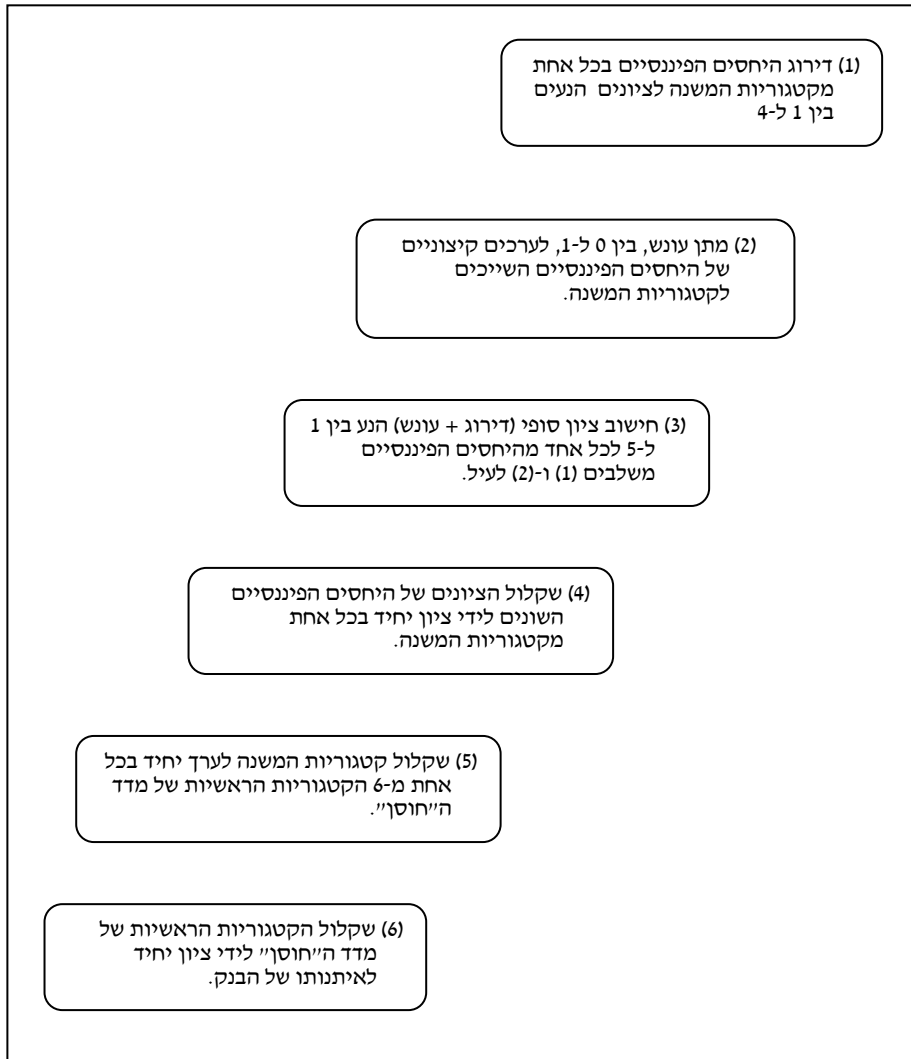 (1) דירוג היחסים הפיננסיים בכל אחת
מקטגוריות המשנה לציונים הנעים
בין 1 ל-4
(2) מתן עונש, בין 0 ל-1, לערכים קיצוניים
של היחסים הפיננסיים השייכים
לקטגוריות המשנה.
(3) חישוב ציון סופי (דירוג + עונש) הנע בין 1
ל-5 לכל אחד מהיחסים הפיננסיים
משלבים (1) ו-(2) לעיל.
(4) שקלול הציונים של היחסים הפיננסיים
השונים לידי ציון יחיד בכל אחת
מקטגוריות המשנה.
(5) שקלול קטגוריות המשנה לערך יחיד בכל
אחת מ-6 הקטגוריות הראשיות של מדד
ה"חוסן".
(6) שקלול הקטגוריות הראשיות של
מדד ה"חוסן" לידי ציון יחיד
לאיתנותו של הבנק.